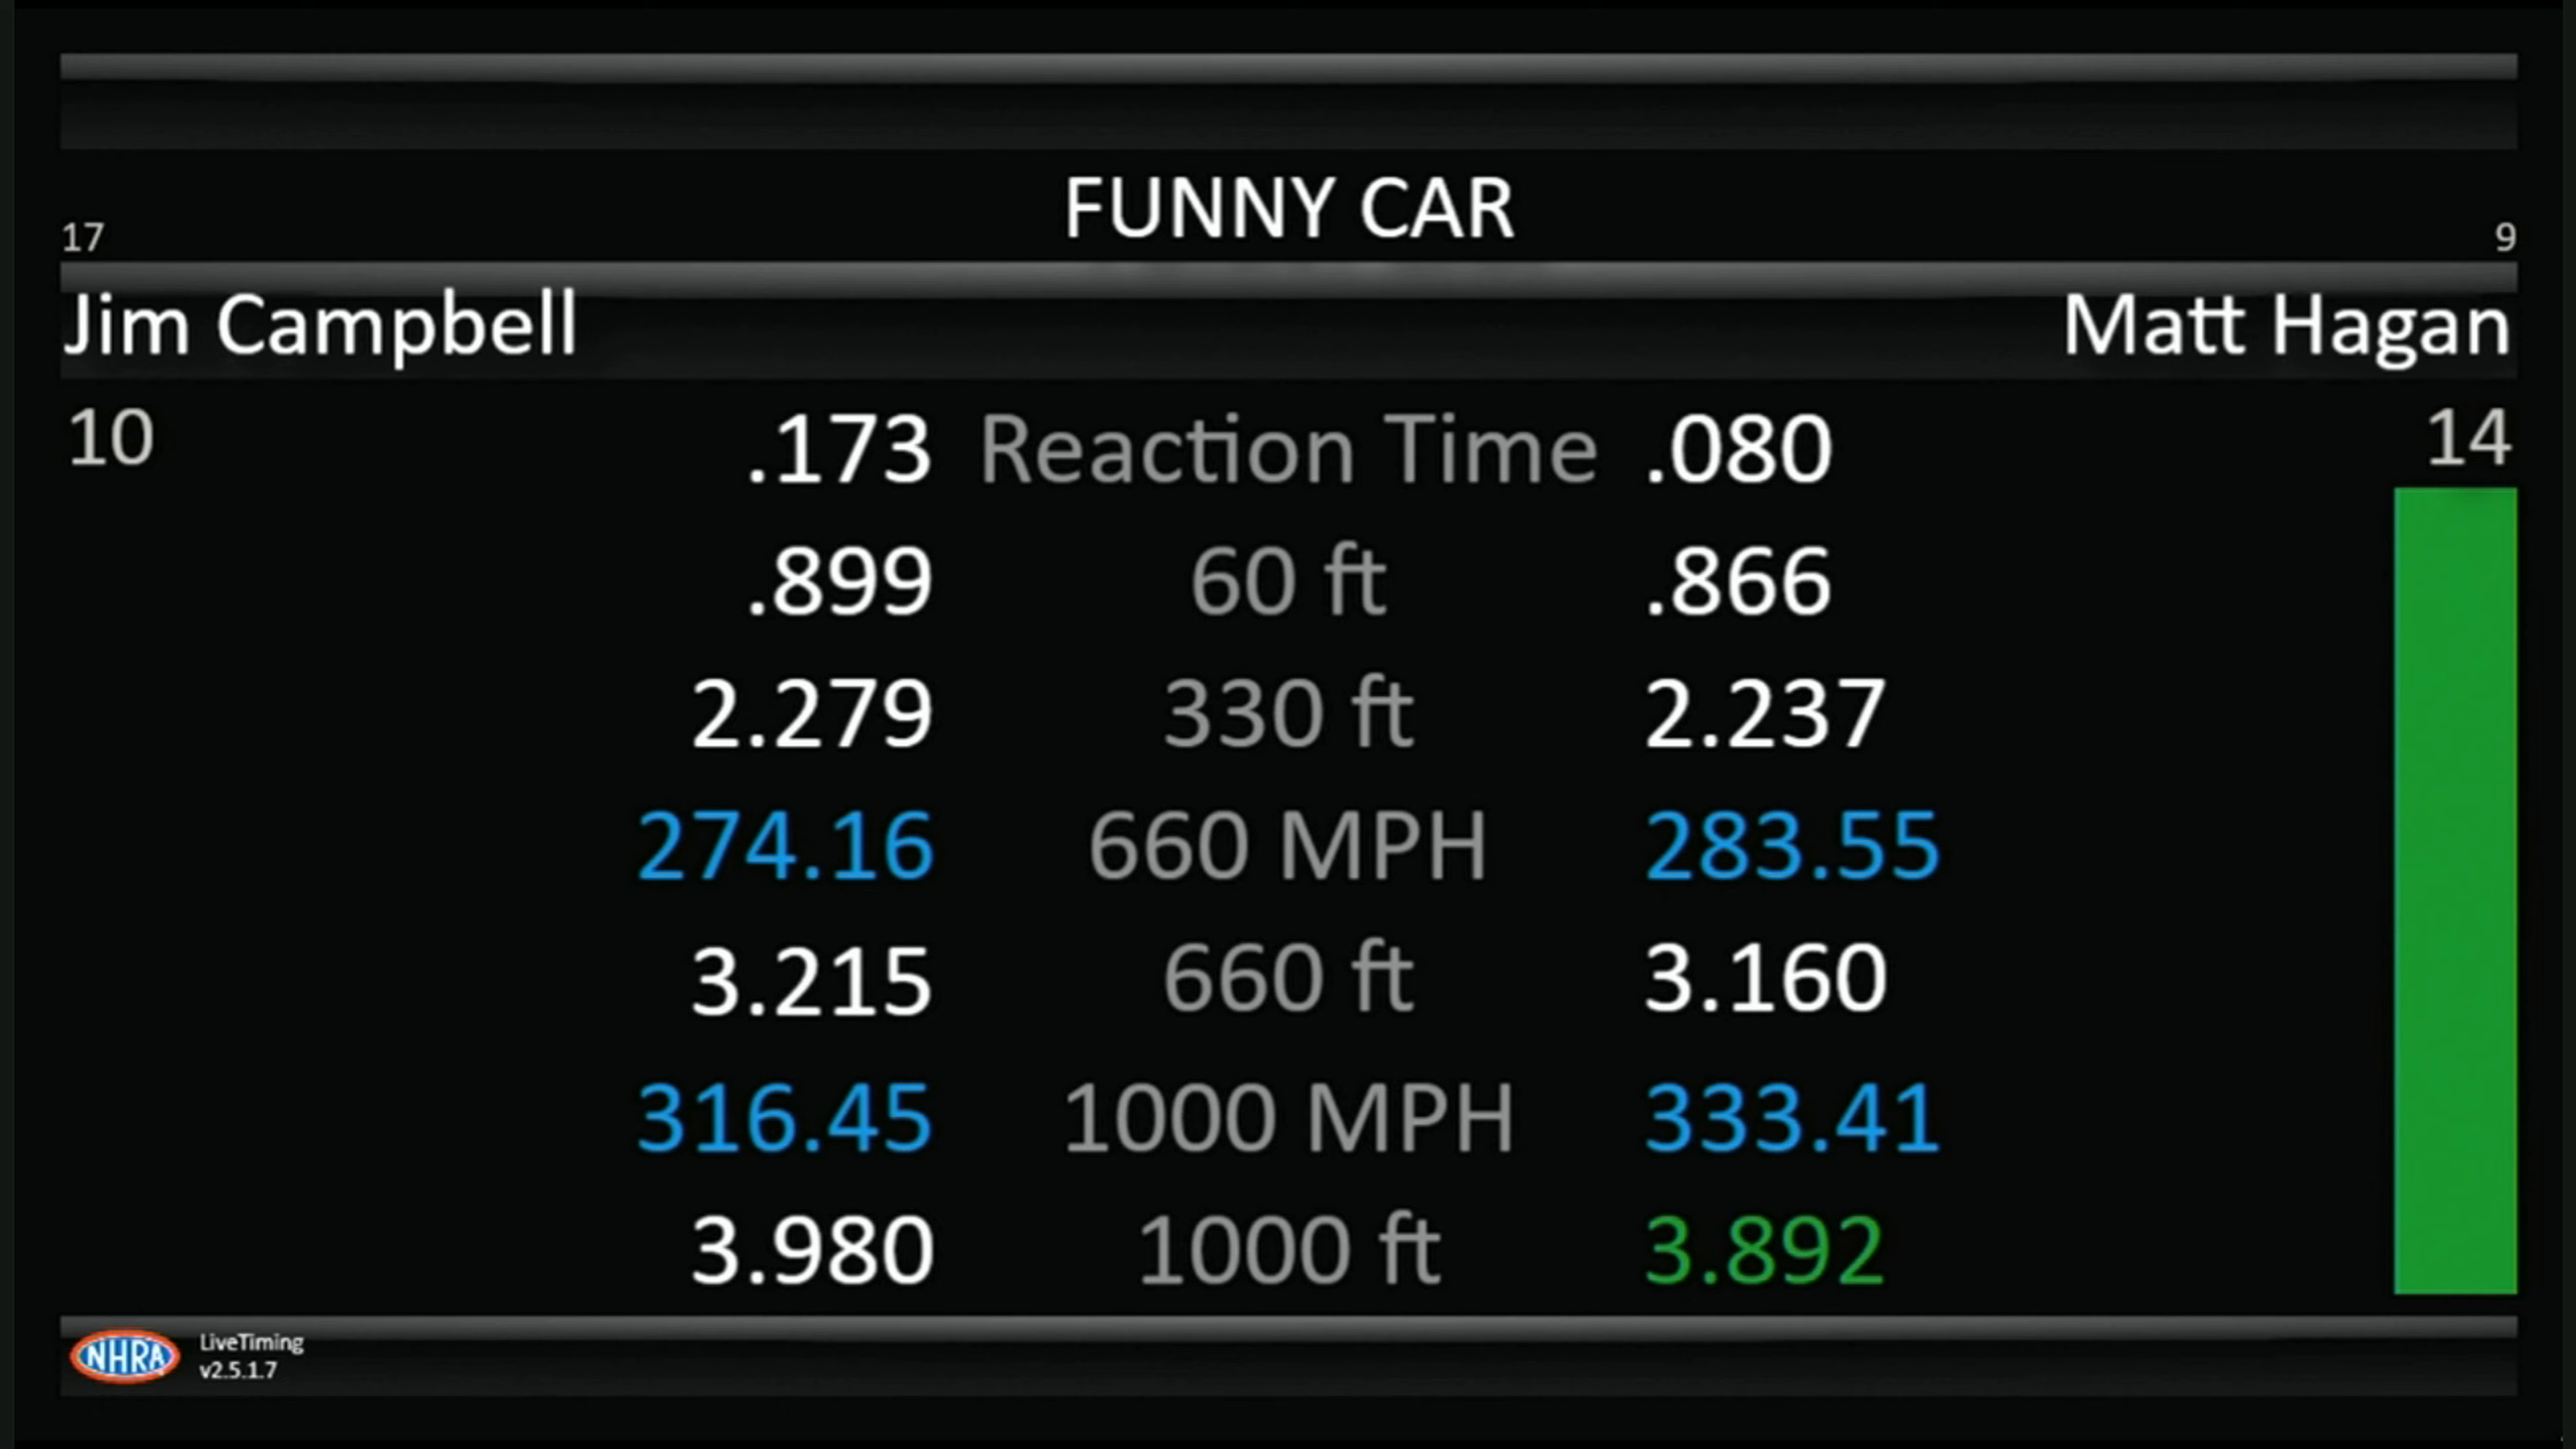 FUNNY CAR
17 9
Jim Campbell Matt Hagan
10 .173 Reaction Time .080 14
.899 60 ft .866
2.279 330 ft 2.237
274.16 660 MPH 283.55
3.215 660 ft 3.160
316.45 1000 MPH 333.41
3.980 1000 ft 3.892
NHRA LiveTiming
v2.5.1.7